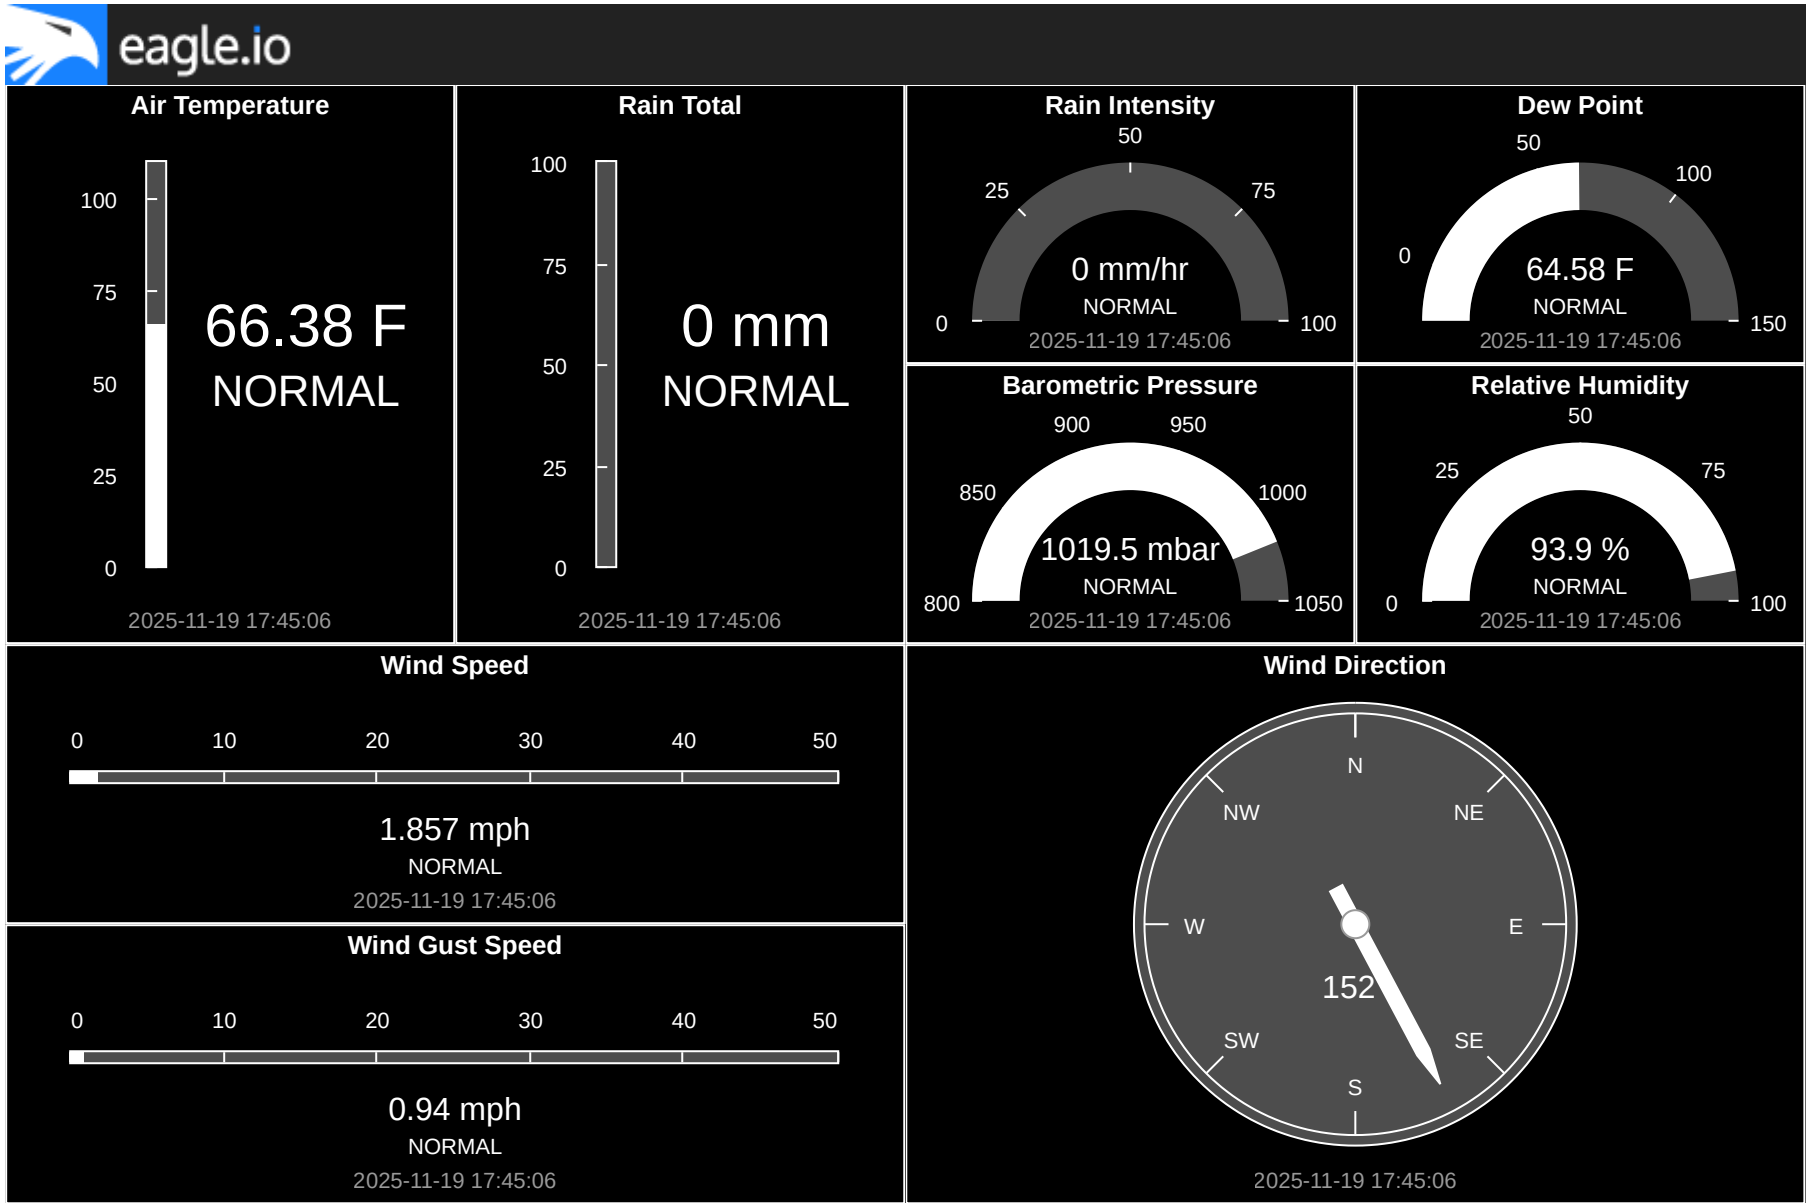 eagle.io
Air Temperature
100
75
50
25
0
66.38 F
NORMAL
2025-11-19 17:45:06
Rain Total
100
75
50
25
0
0 mm
NORMAL
2025-11-19 17:45:06
Rain Intensity
50
25
75
0
100
0 mm/hr
NORMAL
2025-11-19 17:45:06
Dew Point
50
100
0
150
64.58 F
NORMAL
2025-11-19 17:45:06
Barometric Pressure
900
950
850
1000
800
1050
1019.5 mbar
NORMAL
2025-11-19 17:45:06
Relative Humidity
50
25
75
0
100
93.9 %
NORMAL
2025-11-19 17:45:06
Wind Speed
0 10 20 30 40 50
1.857 mph
NORMAL
2025-11-19 17:45:06
Wind Gust Speed
0 10 20 30 40 50
0.94 mph
NORMAL
2025-11-19 17:45:06
Wind Direction
N
NW NE
W E
152
SW SE
S
2025-11-19 17:45:06